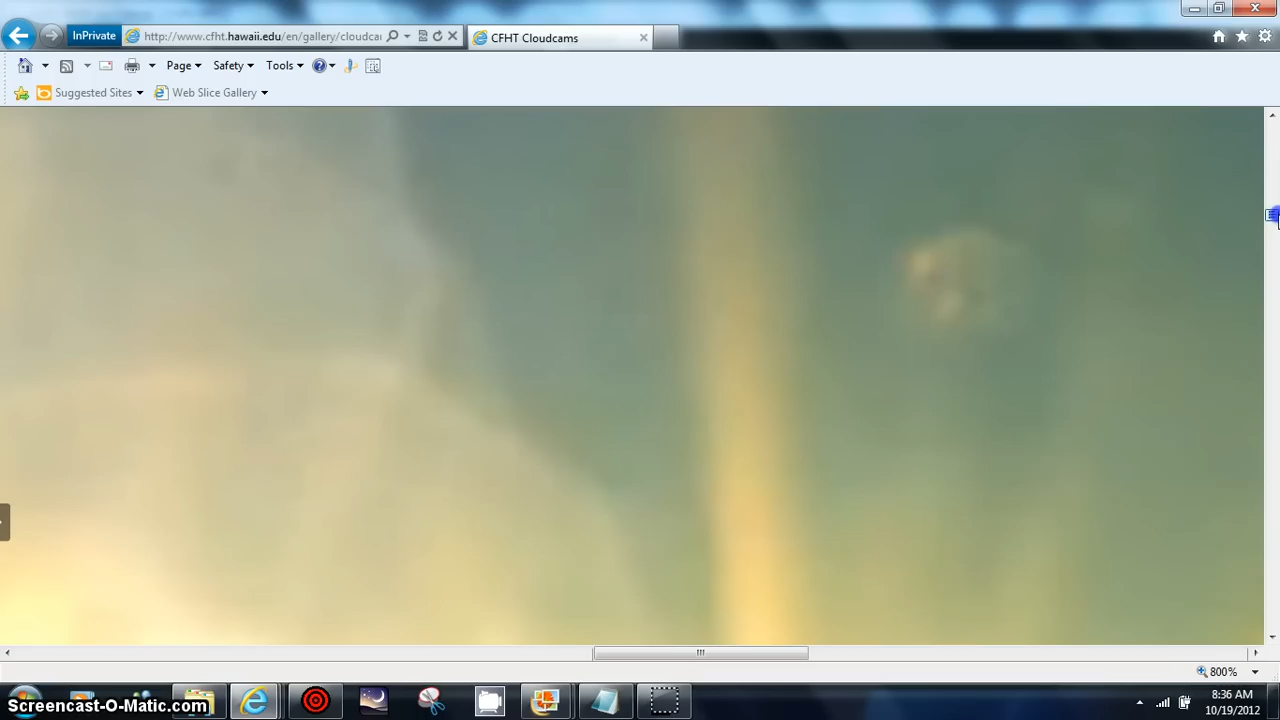 InPrivate
http://www.cfht.hawaii.edu/en/gallery/cloudca
CFHT Cloudcams
Page
Safety
Tools
Suggested Sites
Web Slice Gallery
800%
8:36 AM
10/19/2012
Screencast-O-Matic.com